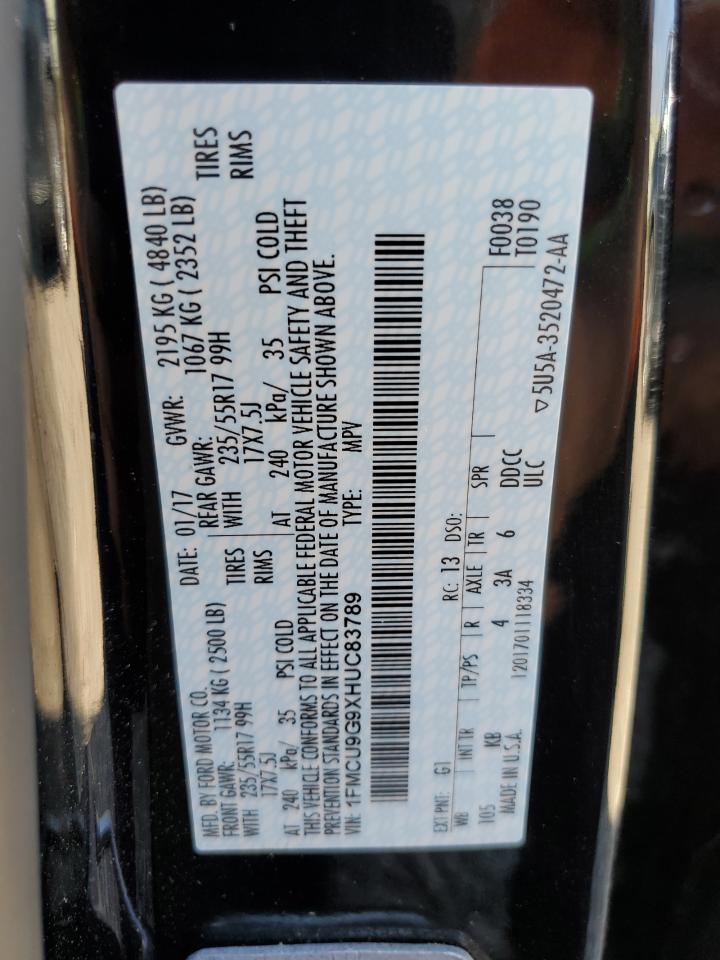 MFD. BY FORD MOTOR CO.
DATE: 01/17 GVWR: 2195 KG ( 4840 LB)
FRONT GAWR: 1134 KG ( 2500 LB) REAR GAWR: 1067 KG ( 2352 LB)
WITH 235/55R17 99H TIRES WITH 235/55R17 99H TIRES
17X7.5J RIMS 17X7.5J RIMS
AT 240 kPa/ 35 PSI COLD AT 240 kPa/ 35 PSI COLD
THIS VEHICLE CONFORMS TO ALL APPLICABLE FEDERAL MOTOR VEHICLE SAFETY AND THEFT
PREVENTION STANDARDS IN EFFECT ON THE DATE OF MANUFACTURE SHOWN ABOVE.
VIN: 1FMCU9G9XHUC83789 TYPE: MPV
EXT PNT: G1 RC: 13 DSO: F0038
WB INT TR TP/PS R AXLE TR SPR T0190
105 KB 4 3A 6 DDCC
MADE IN U.S.A. 1201701118334 ULC ▽5U5A-3520472-AA